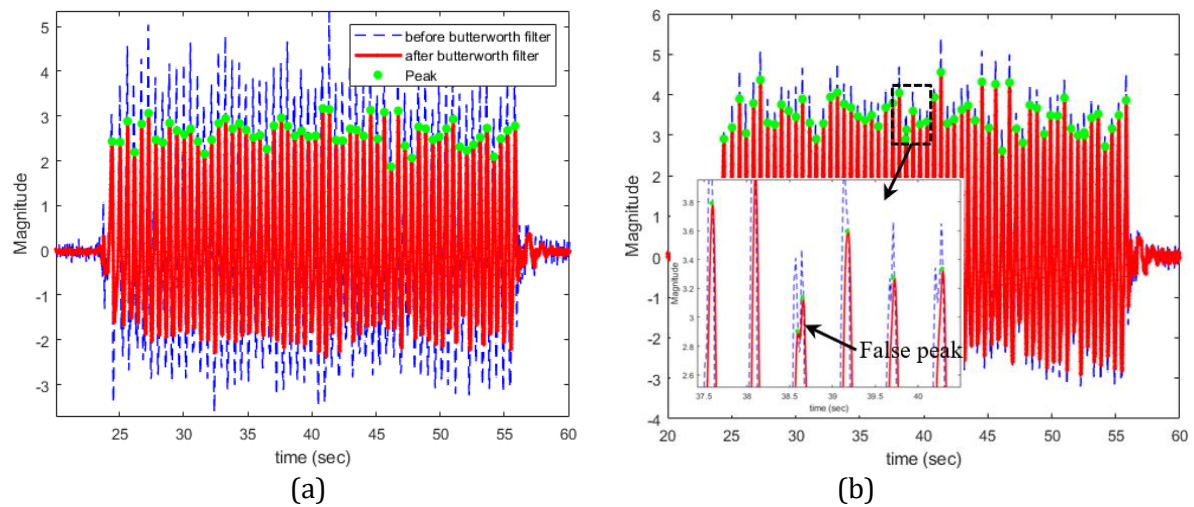 5
4
3
2
1
0
-1
-2
-3
Magnitude
25 30 35 40 45 50 55 60
time (sec)
before butterworth filter
after butterworth filter
Peak
(a)
6
5
4
3
2
1
0
-1
-2
-3
-4
Magnitude
20 25 30 35 40 45 50 55 60
time (sec)
3.8
3.6
3.4
3.2
3
2.8
2.6
Magnitude
37.5 38 38.5 39 39.5 40
time (sec)
False peak
(b)